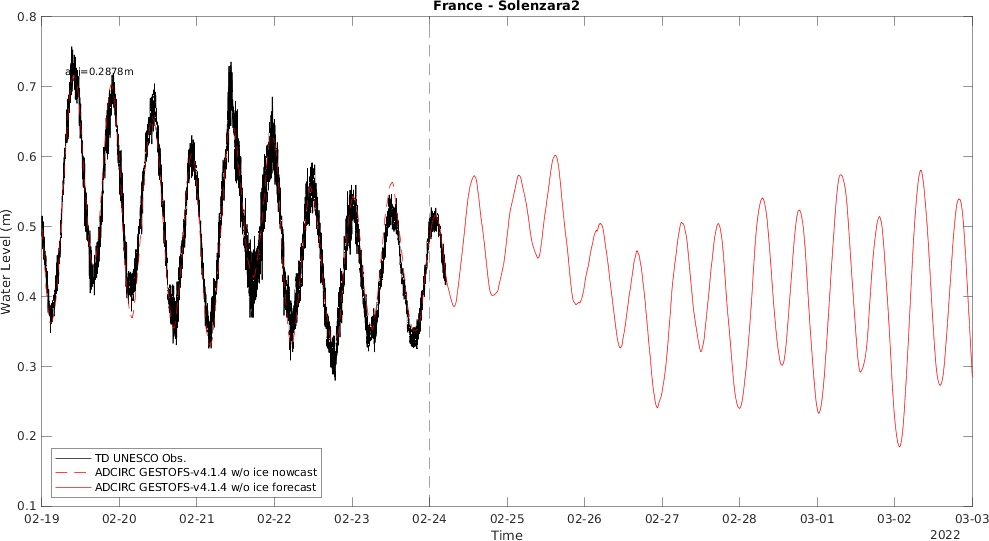 France - Solenzara2
0.8
0.7
0.6
0.5
0.4
0.3
0.2
0.1
Water Level (m)
=0.2878m
TD UNESCO Obs.
ADCIRC GESTOFS-v4.1.4 w/o ice nowcast
ADCIRC GESTOFS-v4.1.4 w/o ice forecast
02-19 02-20 02-21 02-22 02-23 02-24 02-25 02-26 02-27 02-28 03-01 03-02 03-03
Time
2022